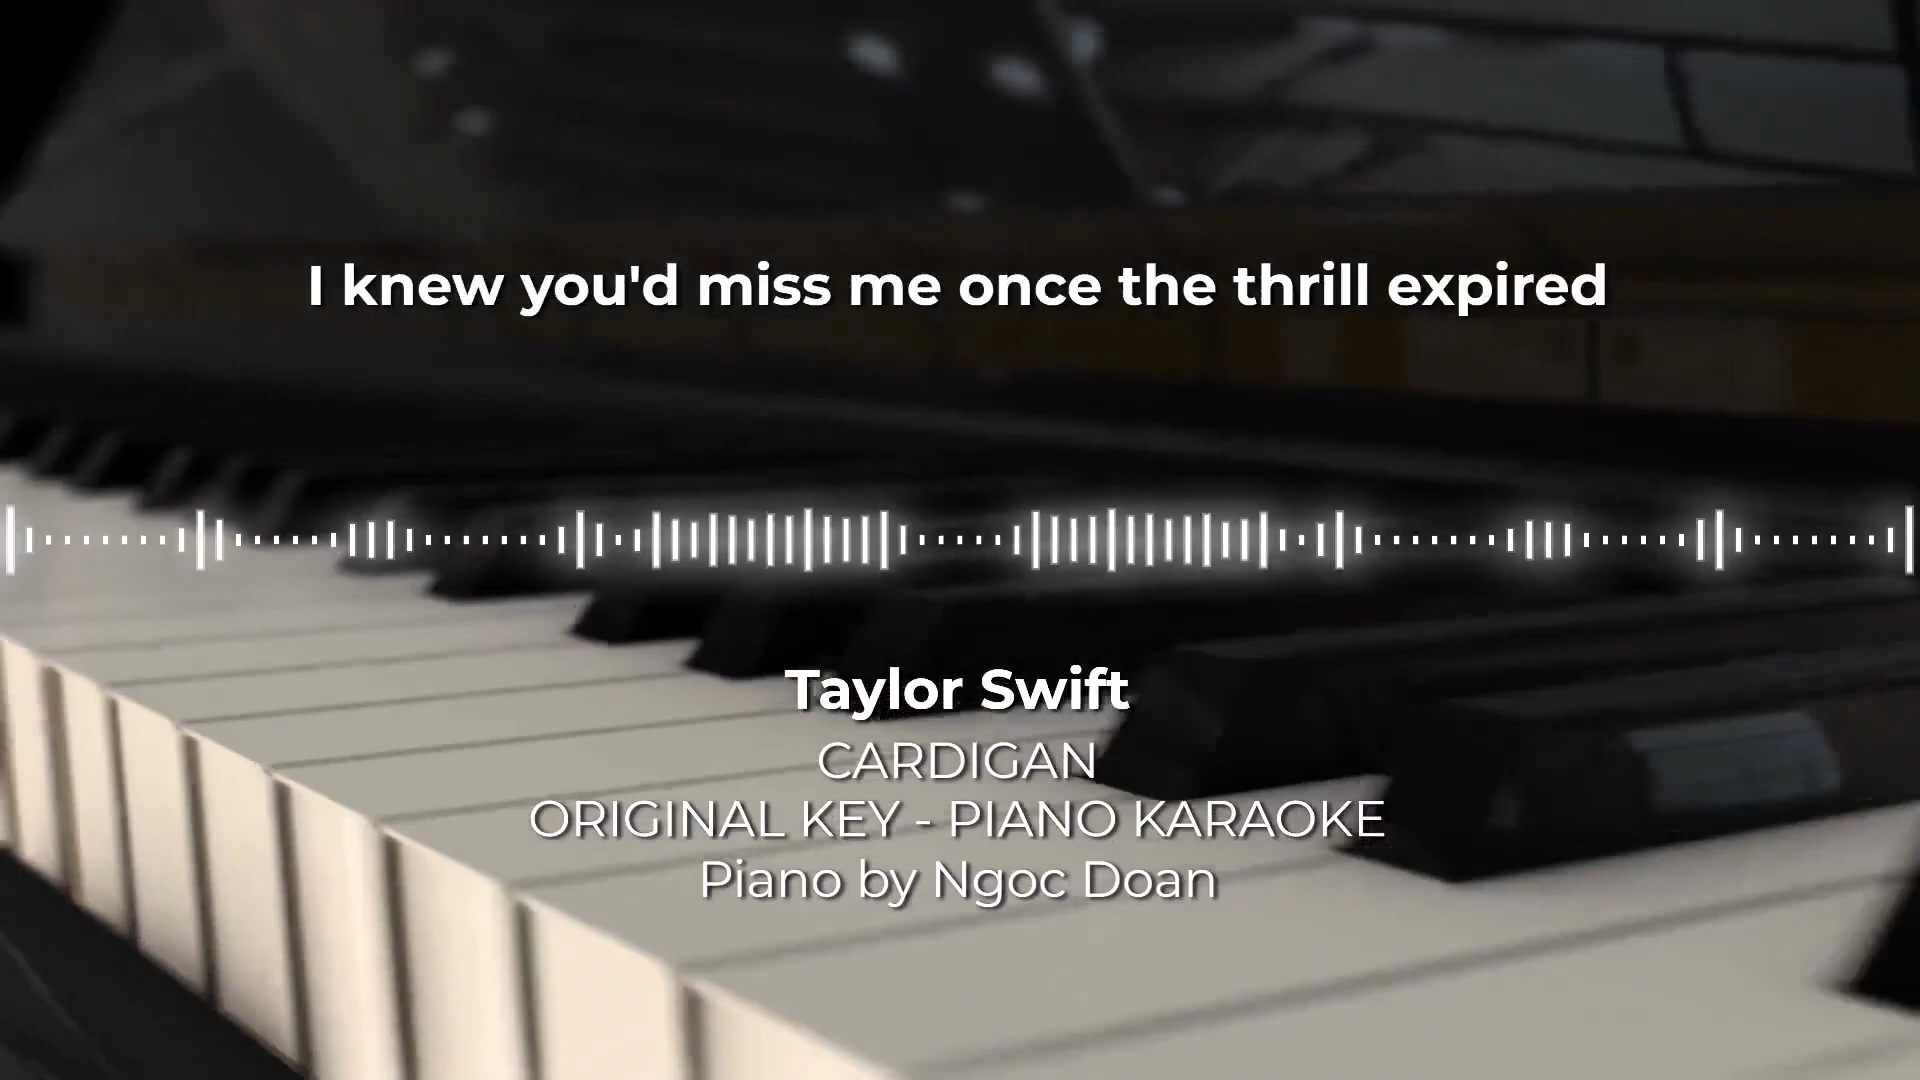 I knew you'd miss me once the thrill expired
Taylor Swift
CARDIGAN
ORIGINAL KEY - PIANO KARAOKE
Piano by Ngoc Doan